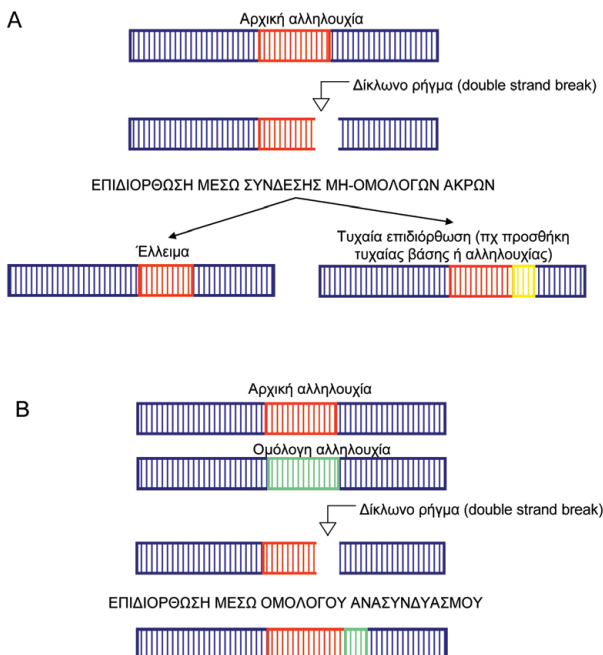 A
Αρχική αλληλουχία
Δίκλωνο ρήγμα (double strand break)
ΕΠΙΔΙΟΡΘΩΣΗ ΜΕΣΩ ΣΥΝΔΕΣΗΣ ΜΗ-ΟΜΟΛΟΓΩΝ ΑΚΡΩΝ
Έλλειμα
Τυχαία επιδιόρθωση (πχ προσθήκη
τυχαίας βάσης ή αλληλουχίας)
B
Αρχική αλληλουχία
Ομόλογη αλληλουχία
Δίκλωνο ρήγμα (double strand break)
ΕΠΙΔΙΟΡΘΩΣΗ ΜΕΣΩ ΟΜΟΛΟΓΟΥ ΑΝΑΣΥΝΔΥΑΣΜΟΥ